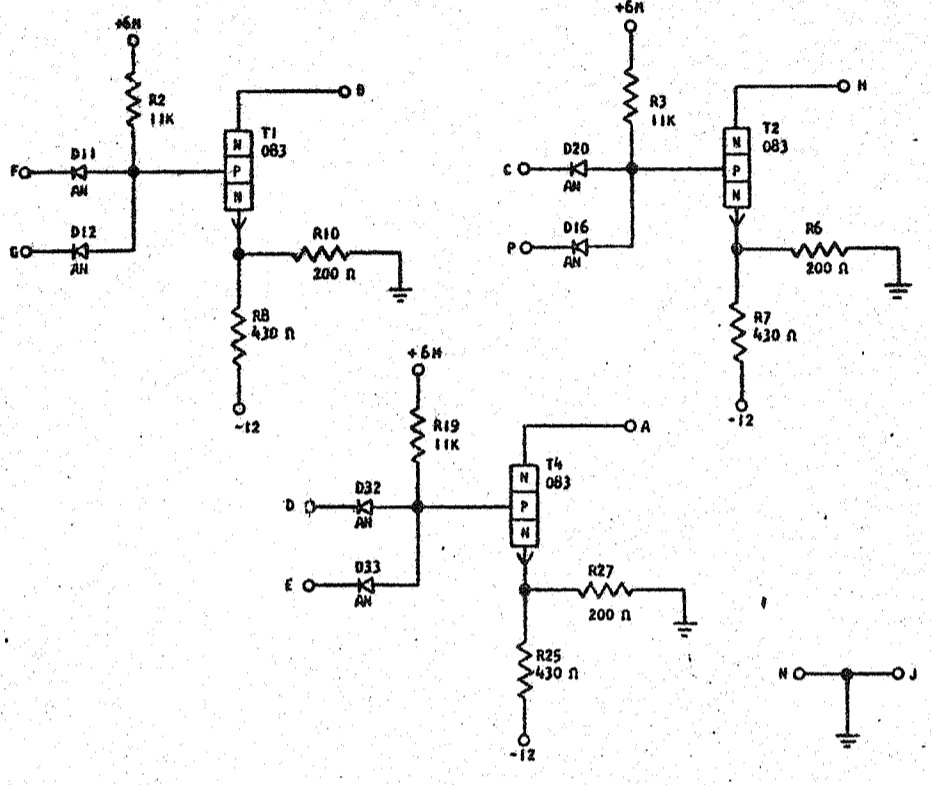 +6M
R2
11K
B
T1
083
N
P
N
F
D11
AN
G
D12
AN
R10
200 Ω
R8
430 Ω
-12
+6M
R3
11K
H
T2
083
N
P
N
C
D20
AN
P
D16
AN
R6
200 Ω
R7
430 Ω
-12
+6M
R19
11K
A
T4
083
N
P
N
D
D32
AN
E
D33
AN
R27
200 Ω
R25
430 Ω
-12
N
J